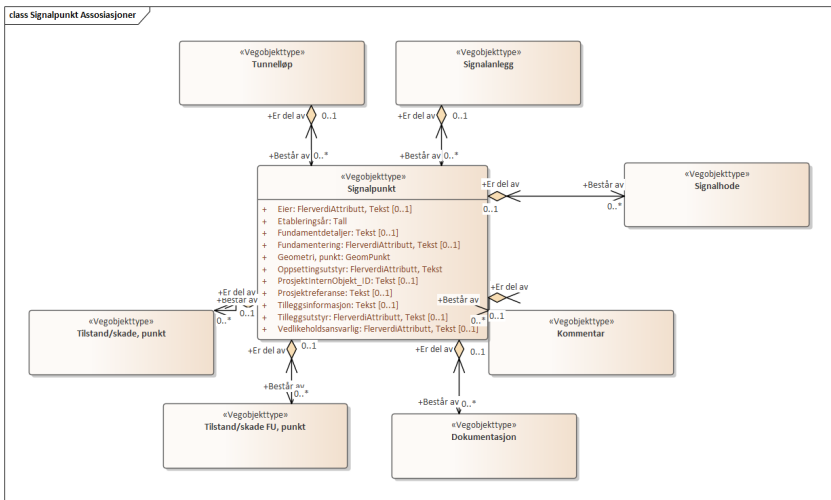 class Signalpunkt Assosiasjoner
«Vegobjekttype»
Tunnelløp
«Vegobjekttype»
Signalanlegg
+Er del av 0..1
+Er del av 0..1
+Består av 0..*
+Består av 0..*
«Vegobjekttype»
Signalpunkt
+ Eier: FlerverdiAttributt, Tekst [0..1]
+ Etableringsår: Tall
+ Fundamentdetaljer: Tekst [0..1]
+ Fundamentering: FlerverdiAttributt, Tekst [0..1]
+ Geometri, punkt: GeomPunkt
+ Oppsettingsutstyr: FlerverdiAttributt, Tekst
+ ProsjektInternObjekt_ID: Tekst [0..1]
+ Prosjektreferanse: Tekst [0..1]
+ Tilleggsinformasjon: Tekst [0..1]
+ Tilleggsutstyr: FlerverdiAttributt, Tekst [0..1]
+ Vedlikeholdsansvarlig: FlerverdiAttributt, Tekst [0..1]
+Er del av
0..1
+Består av
0..*
«Vegobjekttype»
Signalhode
+Er del av
0..1
+Består av
0..*
«Vegobjekttype»
Kommentar
+Er del av
0..1
+Består av
0..*
«Vegobjekttype»
Tilstand/skade, punkt
0..1
+Er del av
+Består av
0..*
«Vegobjekttype»
Tilstand/skade FU, punkt
+Er del av
0..1
+Består av
0..*
«Vegobjekttype»
Dokumentasjon